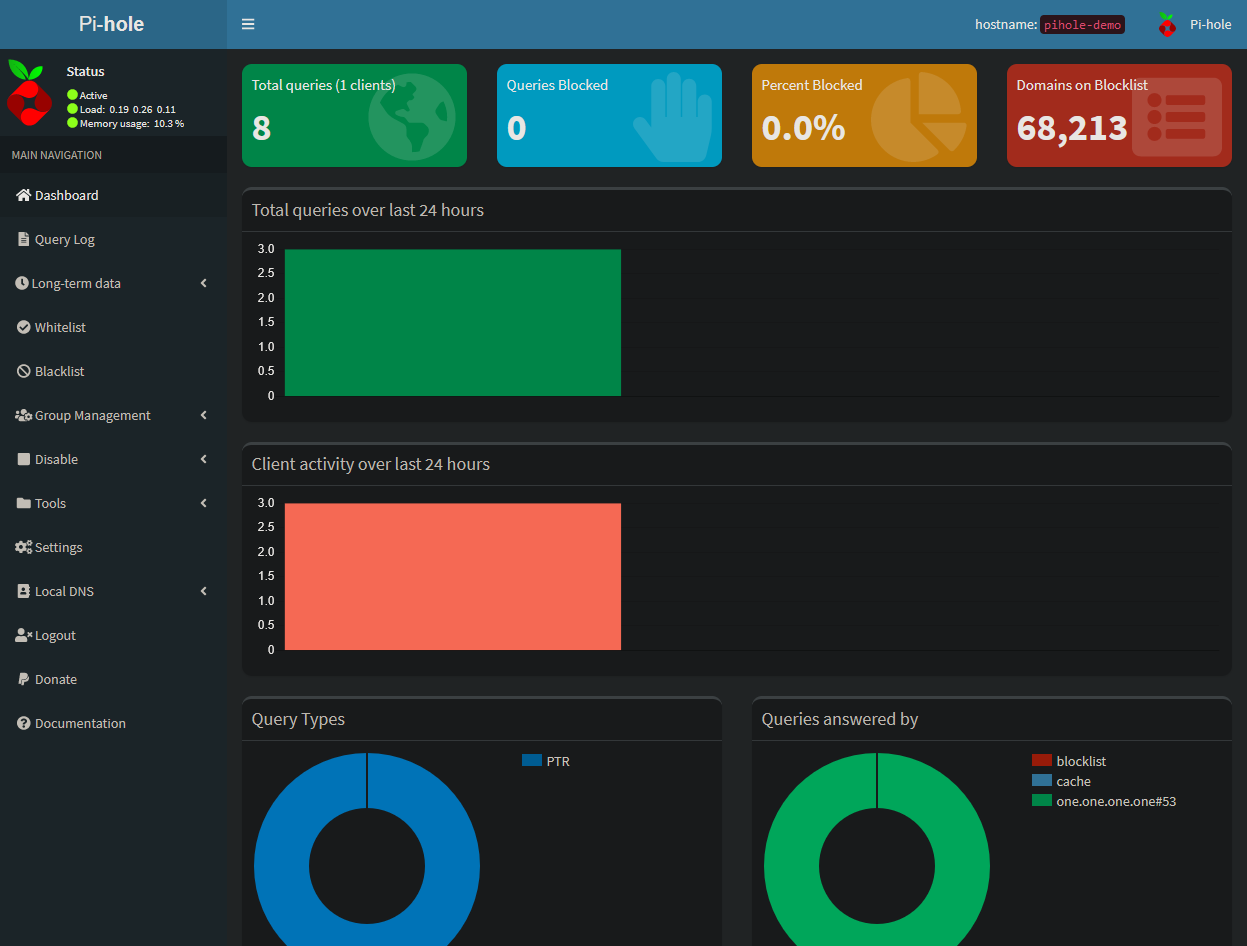 Pi-hole
hostname: pihole-demo
Pi-hole
Status
Active
Load: 0.19 0.26 0.11
Memory usage: 10.3 %
MAIN NAVIGATION
Dashboard
Query Log
Long-term data
Whitelist
Blacklist
Group Management
Disable
Tools
Settings
Local DNS
Logout
Donate
Documentation
Total queries (1 clients)
8
Queries Blocked
0
Percent Blocked
0.0%
Domains on Blocklist
68,213
Total queries over last 24 hours
3.0
2.5
2.0
1.5
1.0
0.5
0
Client activity over last 24 hours
3.0
2.5
2.0
1.5
1.0
0.5
0
Query Types
PTR
Queries answered by
blocklist
cache
one.one.one.one#53